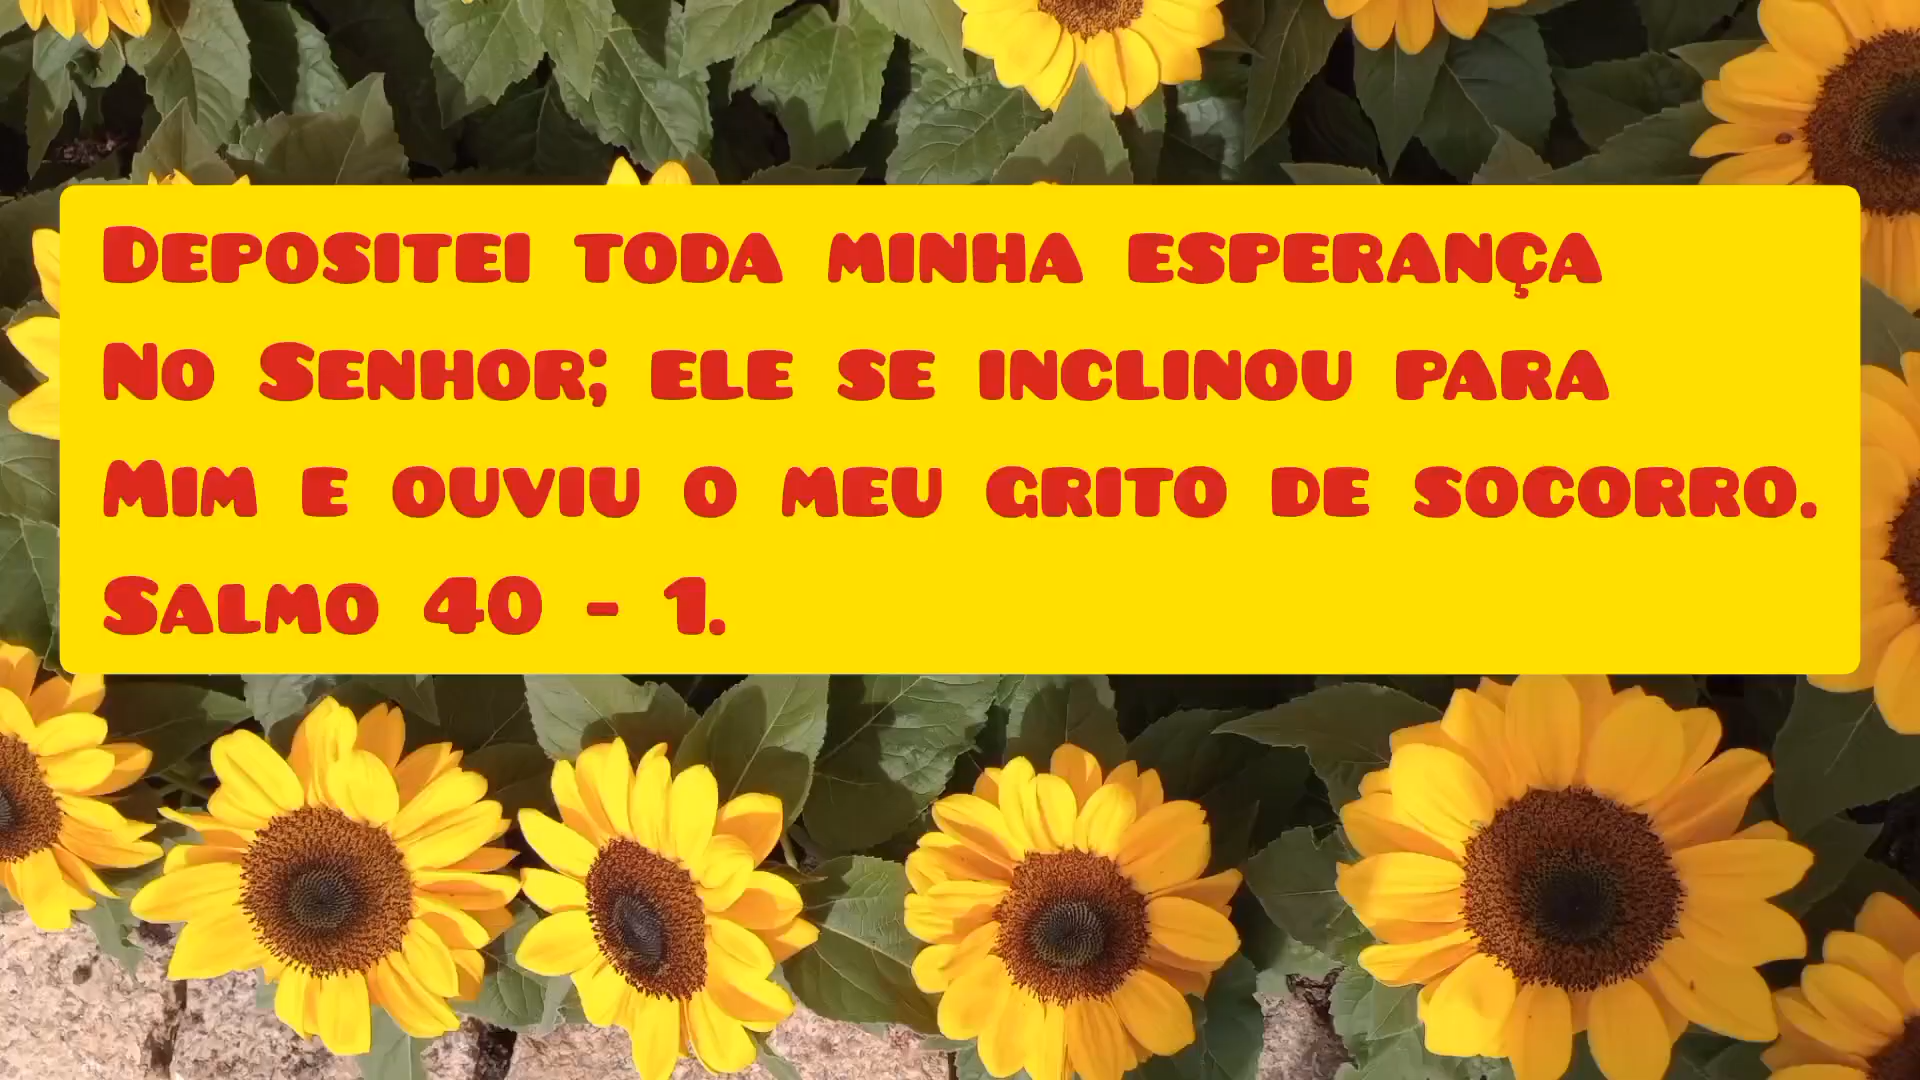 Depositei toda minha esperança
No Senhor; ele se inclinou para
Mim e ouviu o meu grito de socorro.
Salmo 40 - 1.